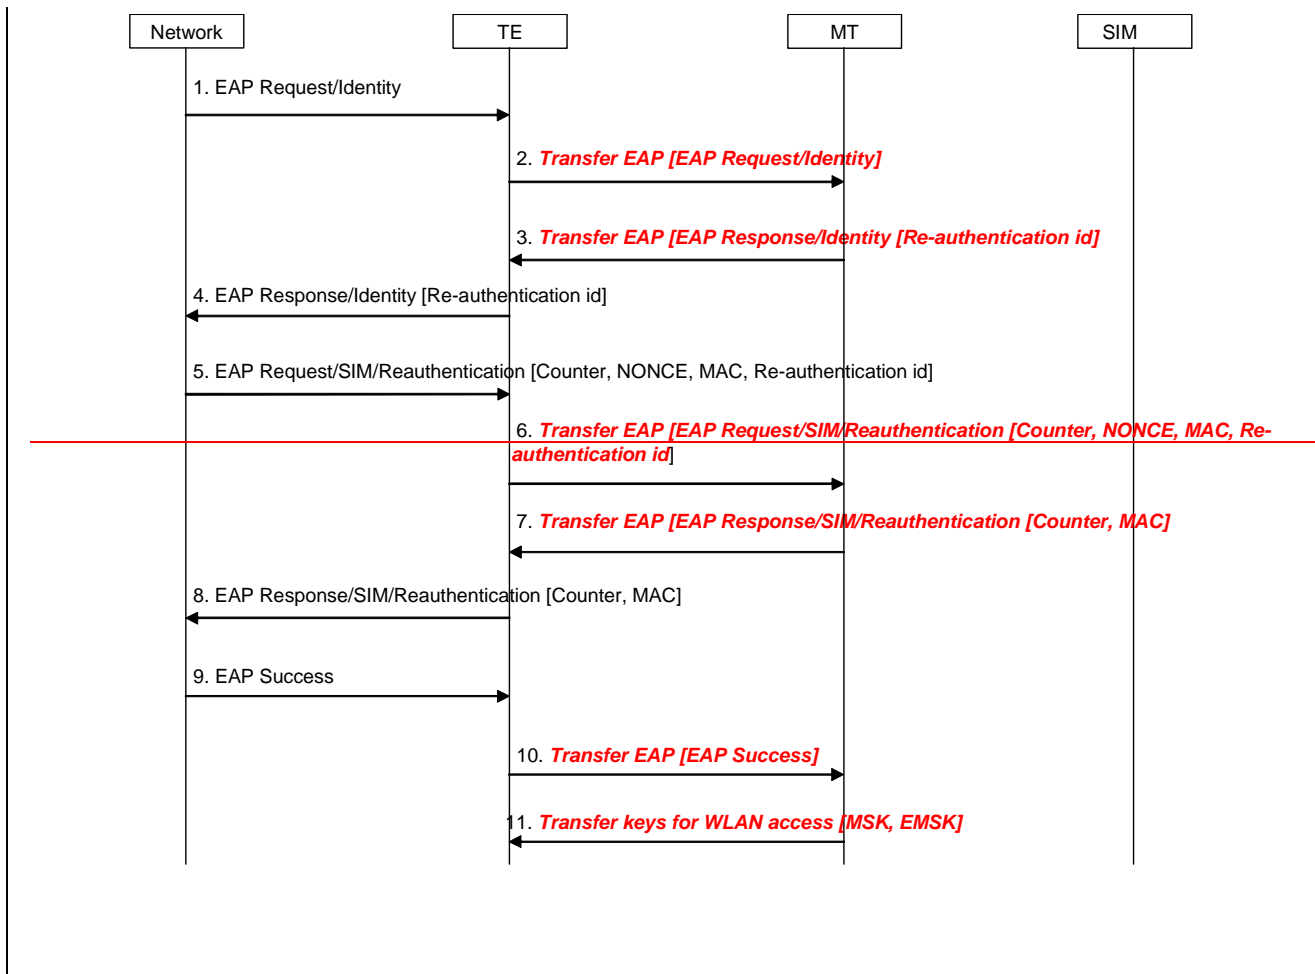 Network TE MT SIM
1. EAP Request/Identity
2. Transfer EAP [EAP Request/Identity]
3. Transfer EAP [EAP Response/Identity [Re-authentication id]
4. EAP Response/Identity [Re-authentication id]
5. EAP Request/SIM/Reauthentication [Counter, NONCE, MAC, Re-authentication id]
6. Transfer EAP [EAP Request/SIM/Reauthentication [Counter, NONCE, MAC, Re-
authentication id]
7. Transfer EAP [EAP Response/SIM/Reauthentication [Counter, MAC]
8. EAP Response/SIM/Reauthentication [Counter, MAC]
9. EAP Success
10. Transfer EAP [EAP Success]
11. Transfer keys for WLAN access [MSK, EMSK]